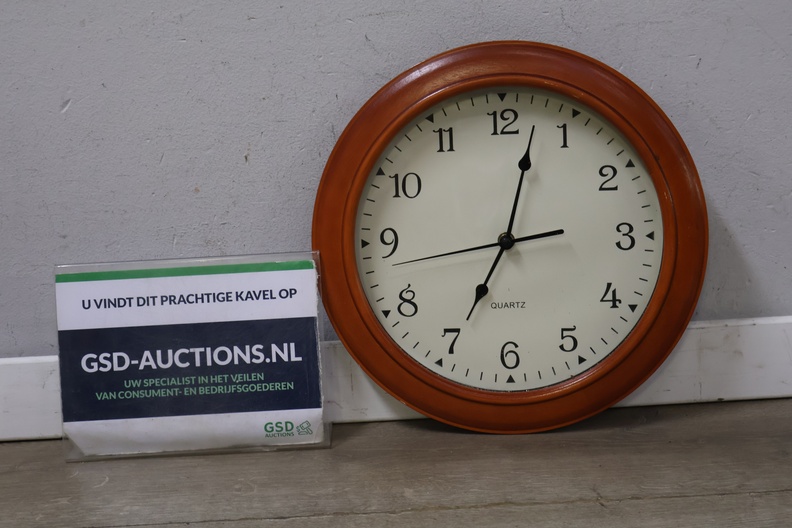 U VINDT DIT PRACHTIGE KAVEL OP
GSD-AUCTIONS.NL
UW SPECIALIST IN HET VEILEN
VAN CONSUMENT- EN BEDRIJFSGOEDEREN
GSD
AUCTIONS
12
1
2
3
4
5
6
7
8
9
10
11
QUARTZ